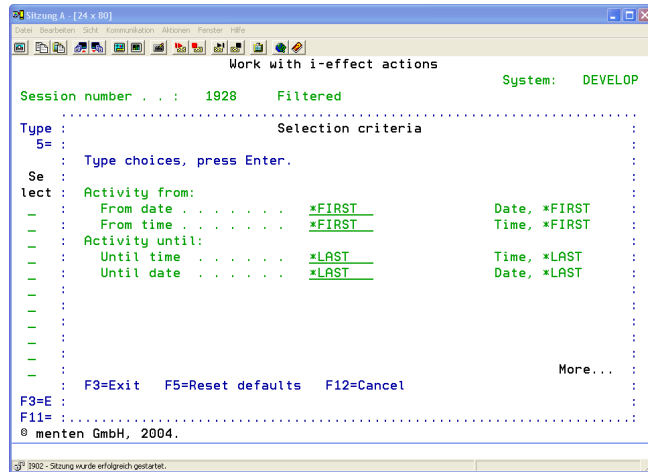 Sitzung A - [24 x 80]
Datei Bearbeiten Sicht Kommunikation Aktionen Fenster Hilfe
Work with i-effect actions
System: DEVELOP
Session number . . : 1928 Filtered
Type : Selection criteria :
5= :
: Type choices, press Enter. :
Se :
lect : Activity from: :
_ : From date . . . . . . . *FIRST Date, *FIRST :
_ : From time . . . . . . . *FIRST Time, *FIRST :
_ : Activity until: :
_ : Until time . . . . . . *LAST Time, *LAST :
_ : Until date . . . . . . *LAST Date, *LAST :
More... :
: F3=Exit F5=Reset defaults F12=Cancel :
F3=E :
F11= :
© menten GmbH, 2004.
I902 - Sitzung wurde erfolgreich gestartet.